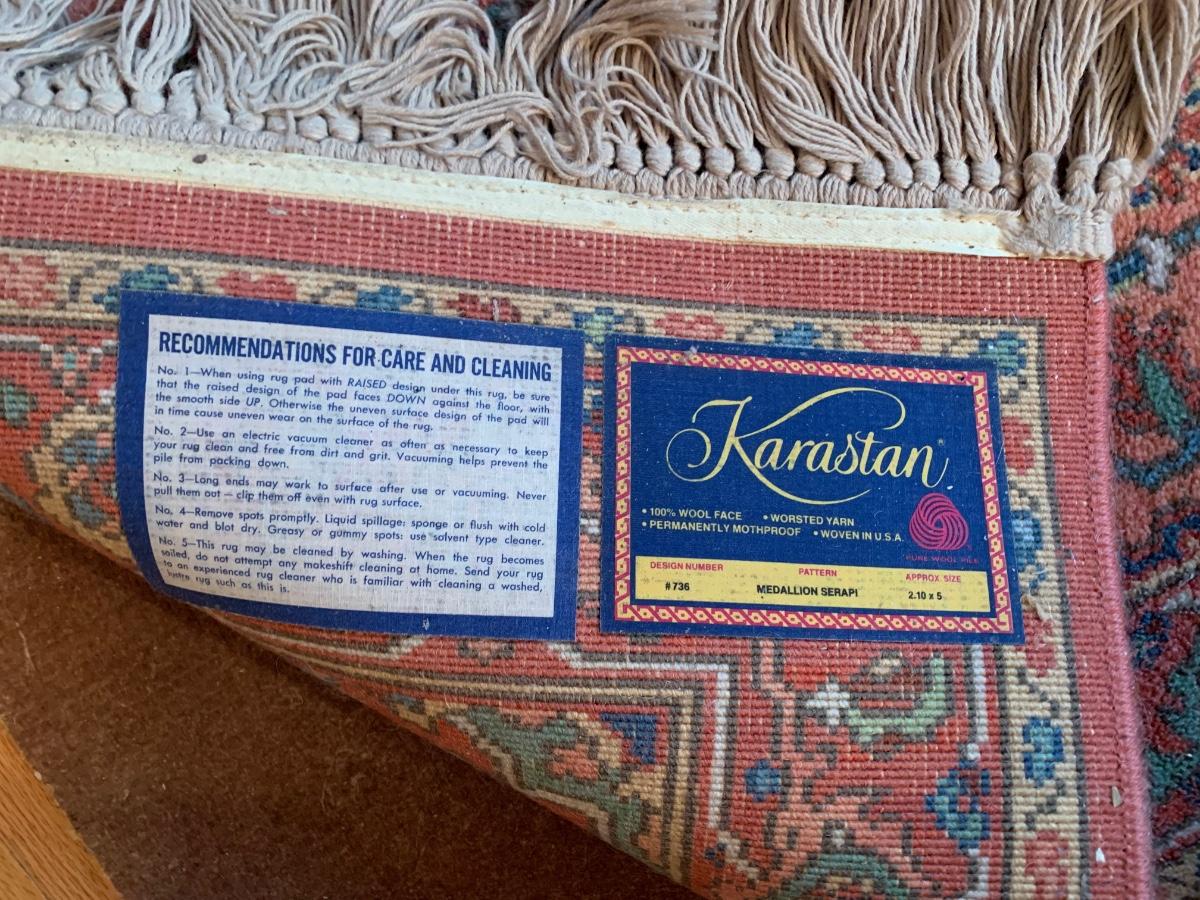 RECOMMENDATIONS FOR CARE AND CLEANING
No. 1—When using rug pad with RAISED design under this rug, be sure
that the raised design of the pad faces DOWN against the floor, with
the smooth side UP. Otherwise the uneven surface design of the pad will
in time cause uneven wear on the surface of the rug.
No. 2—Use an electric vacuum cleaner as often as necessary to keep
your rug clean and free from dirt and grit. Vacuuming helps prevent the
pile from packing down.
No. 3—Long ends may work to surface after use or vacuuming. Never
pull them out — clip them off even with rug surface.
No. 4—Remove spots promptly. Liquid spillage: sponge or flush with cold
water and blot dry. Greasy or gummy spots: use solvent type cleaner.
No. 5—This rug may be cleaned by washing. When the rug becomes
soiled, do not attempt any makeshift cleaning at home. Send your rug
to an experienced rug cleaner who is familiar with cleaning a washed,
lustre rug such as this is.
Karastan®
• 100% WOOL FACE • WORSTED YARN
• PERMANENTLY MOTHPROOF • WOVEN IN U.S.A.
PURE WOOL PILE
DESIGN NUMBER PATTERN APPROX. SIZE
#736 MEDALLION SERAPI 2.10 x 5